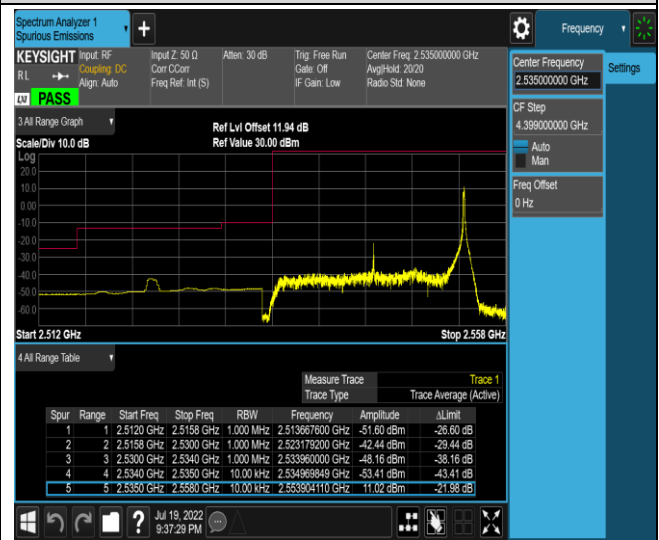 Spectrum Analyzer 1
Spurious Emissions
+
Frequency
KEYSIGHT
RL
LXI
PASS
Input: RF
Coupling: DC
Align: Auto
Input Z: 50 Ω
Corr CCorr
Freq Ref: Int (S)
Atten: 30 dB
Trig: Free Run
Gate: Off
IF Gain: Low
Center Freq: 2.535000000 GHz
Avg|Hold: 20/20
Radio Std: None
Center Frequency
2.535000000 GHz
Settings
CF Step
4.399000000 GHz
Auto
Man
Freq Offset
0 Hz
3 All Range Graph
Scale/Div 10.0 dB
Ref Lvl Offset 11.94 dB
Ref Value 30.00 dBm
Log
20.0
10.0
0.00
-10.0
-20.0
-30.0
-40.0
-50.0
-60.0
Start 2.512 GHz
Stop 2.558 GHz
4 All Range Table
Measure Trace Trace 1
Trace Type Trace Average (Active)
Spur Range Start Freq Stop Freq RBW Frequency Amplitude ΔLimit
1 1 2.5120 GHz 2.5158 GHz 1.000 MHz 2.513667600 GHz -51.60 dBm -26.60 dB
2 2 2.5158 GHz 2.5300 GHz 1.000 MHz 2.523179200 GHz -42.44 dBm -29.44 dB
3 3 2.5300 GHz 2.5340 GHz 1.000 MHz 2.533960000 GHz -48.16 dBm -38.16 dB
4 4 2.5340 GHz 2.5350 GHz 10.00 kHz 2.534969849 GHz -53.41 dBm -43.41 dB
5 5 2.5350 GHz 2.5580 GHz 10.00 kHz 2.553904110 GHz 11.02 dBm -21.98 dB
?
Jul 19, 2022
9:37:29 PM